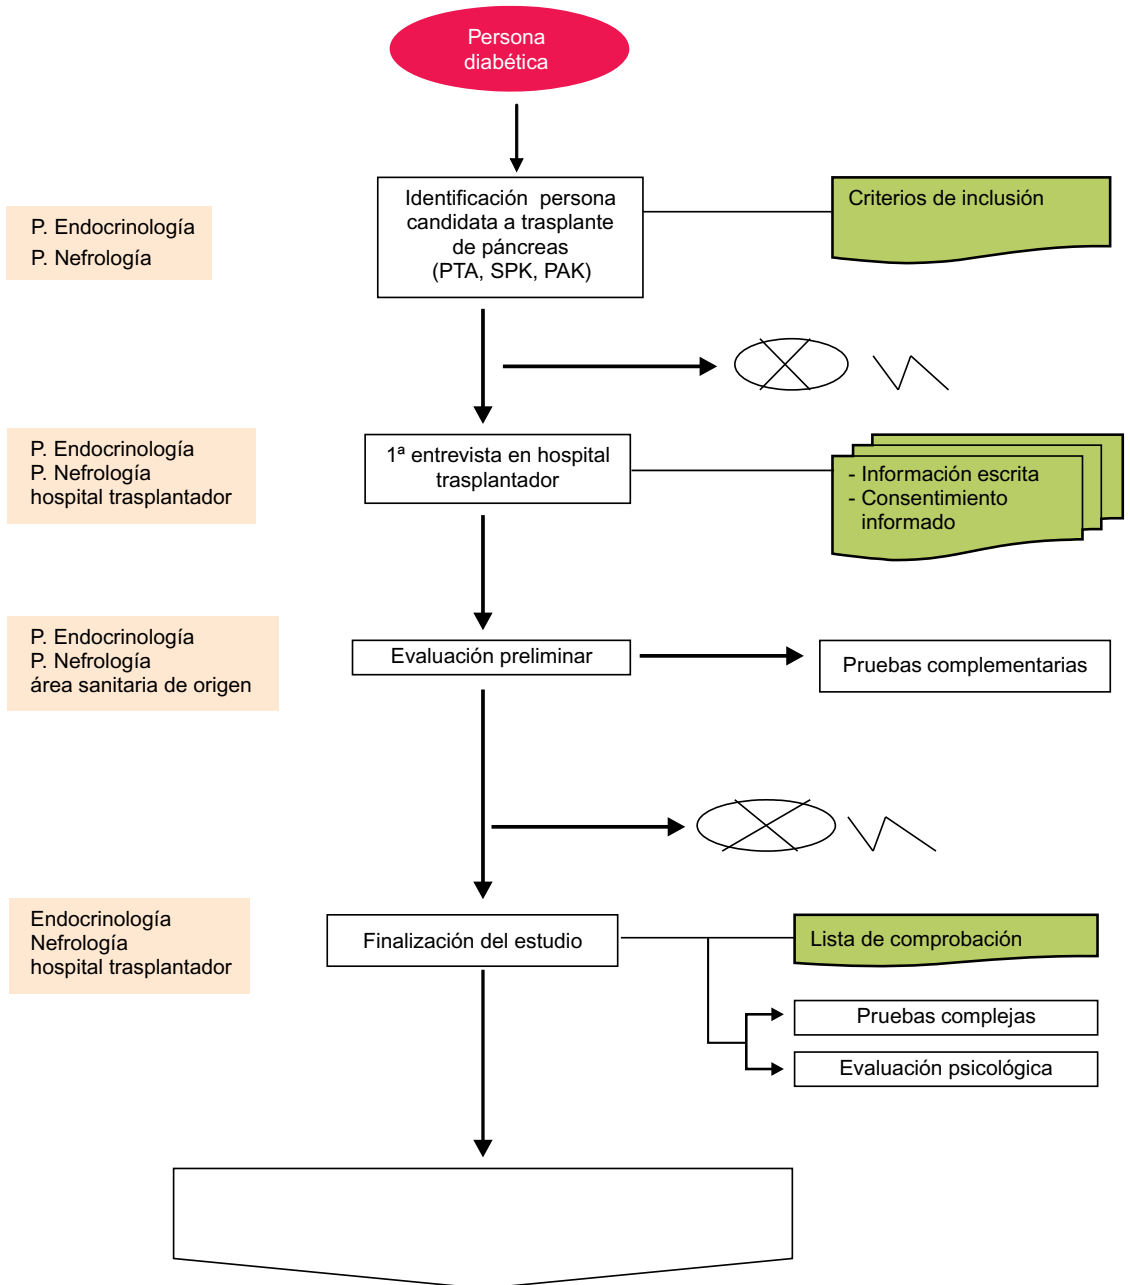 Persona
diabética
P. Endocrinología
P. Nefrología
Identificación persona
candidata a trasplante
de páncreas
(PTA, SPK, PAK)
Criterios de inclusión
P. Endocrinología
P. Nefrología
hospital trasplantador
1ª entrevista en hospital
trasplantador
- Información escrita
- Consentimiento
informado
P. Endocrinología
P. Nefrología
área sanitaria de origen
Evaluación preliminar
Pruebas complementarias
Endocrinología
Nefrología
hospital trasplantador
Finalización del estudio
Lista de comprobación
Pruebas complejas
Evaluación psicológica